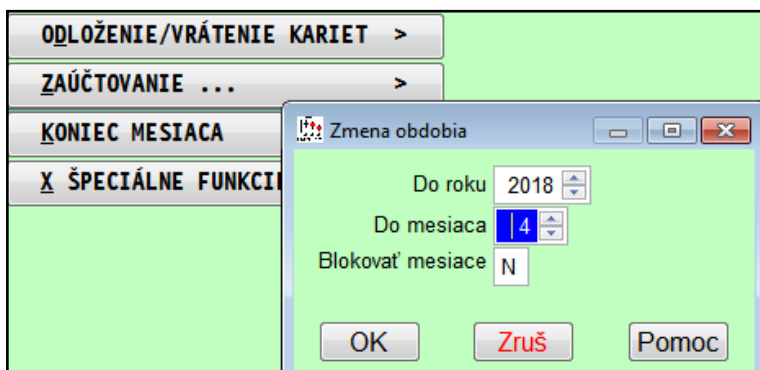 ODLOŽENIE/VRÁTENIE KARIET >
ZAÚČTOVANIE ... >
KONIEC MESIACA
X ŠPECIÁLNE FUNKCI
Zmena obdobia
Do roku 2018
Do mesiaca 4
Blokovať mesiace N
OK Zruš Pomoc